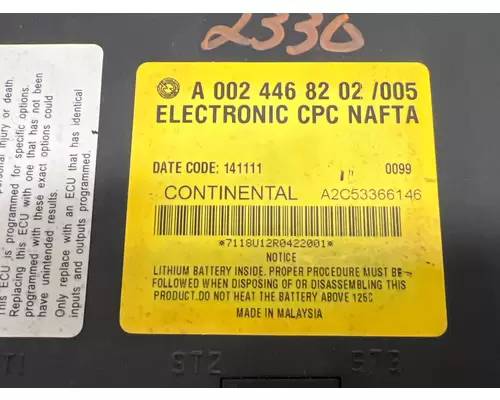 2330
A 002 446 82 02 /005
ELECTRONIC CPC NAFTA
DATE CODE: 141111
0099
CONTINENTAL A2C53366146
*7118U12R0422001*
NOTICE
LITHIUM BATTERY INSIDE. PROPER PROCEDURE MUST BE
FOLLOWED WHEN DISPOSING OF OR DISASSEMBLING THIS
PRODUCT.DO NOT HEAT THE BATTERY ABOVE 125C
MADE IN MALAYSIA
personal injury or death.
This ECU is programmed for specific options.
Replacing this ECU with one that has not been
programmed with these exact options could
have unintended results.
Only replace with an ECU that has identical
inputs and outputs programmed.
ST2
ST3